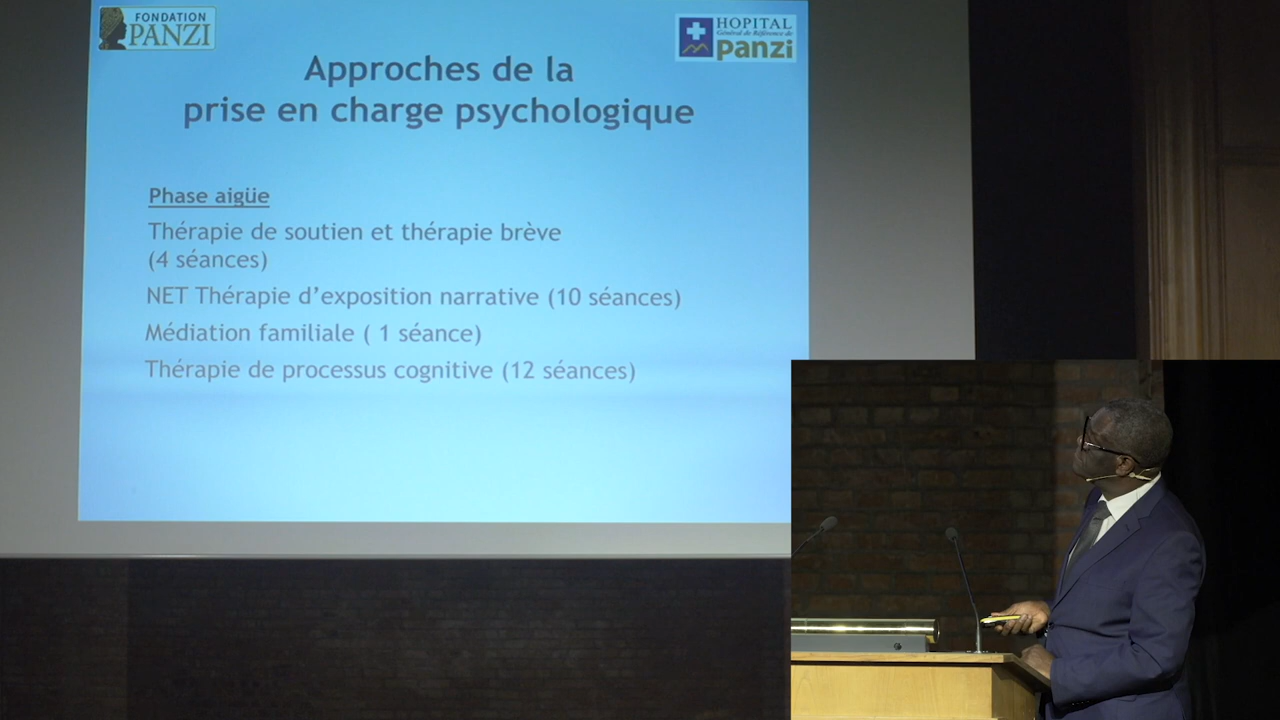 FONDATION
PANZI
HOPITAL
Général de Référence de
panzi
Approches de la
prise en charge psychologique
Phase aigüe
Thérapie de soutien et thérapie brève
(4 séances)
NET Thérapie d’exposition narrative (10 séances)
Médiation familiale ( 1 séance)
Thérapie de processus cognitive (12 séances)